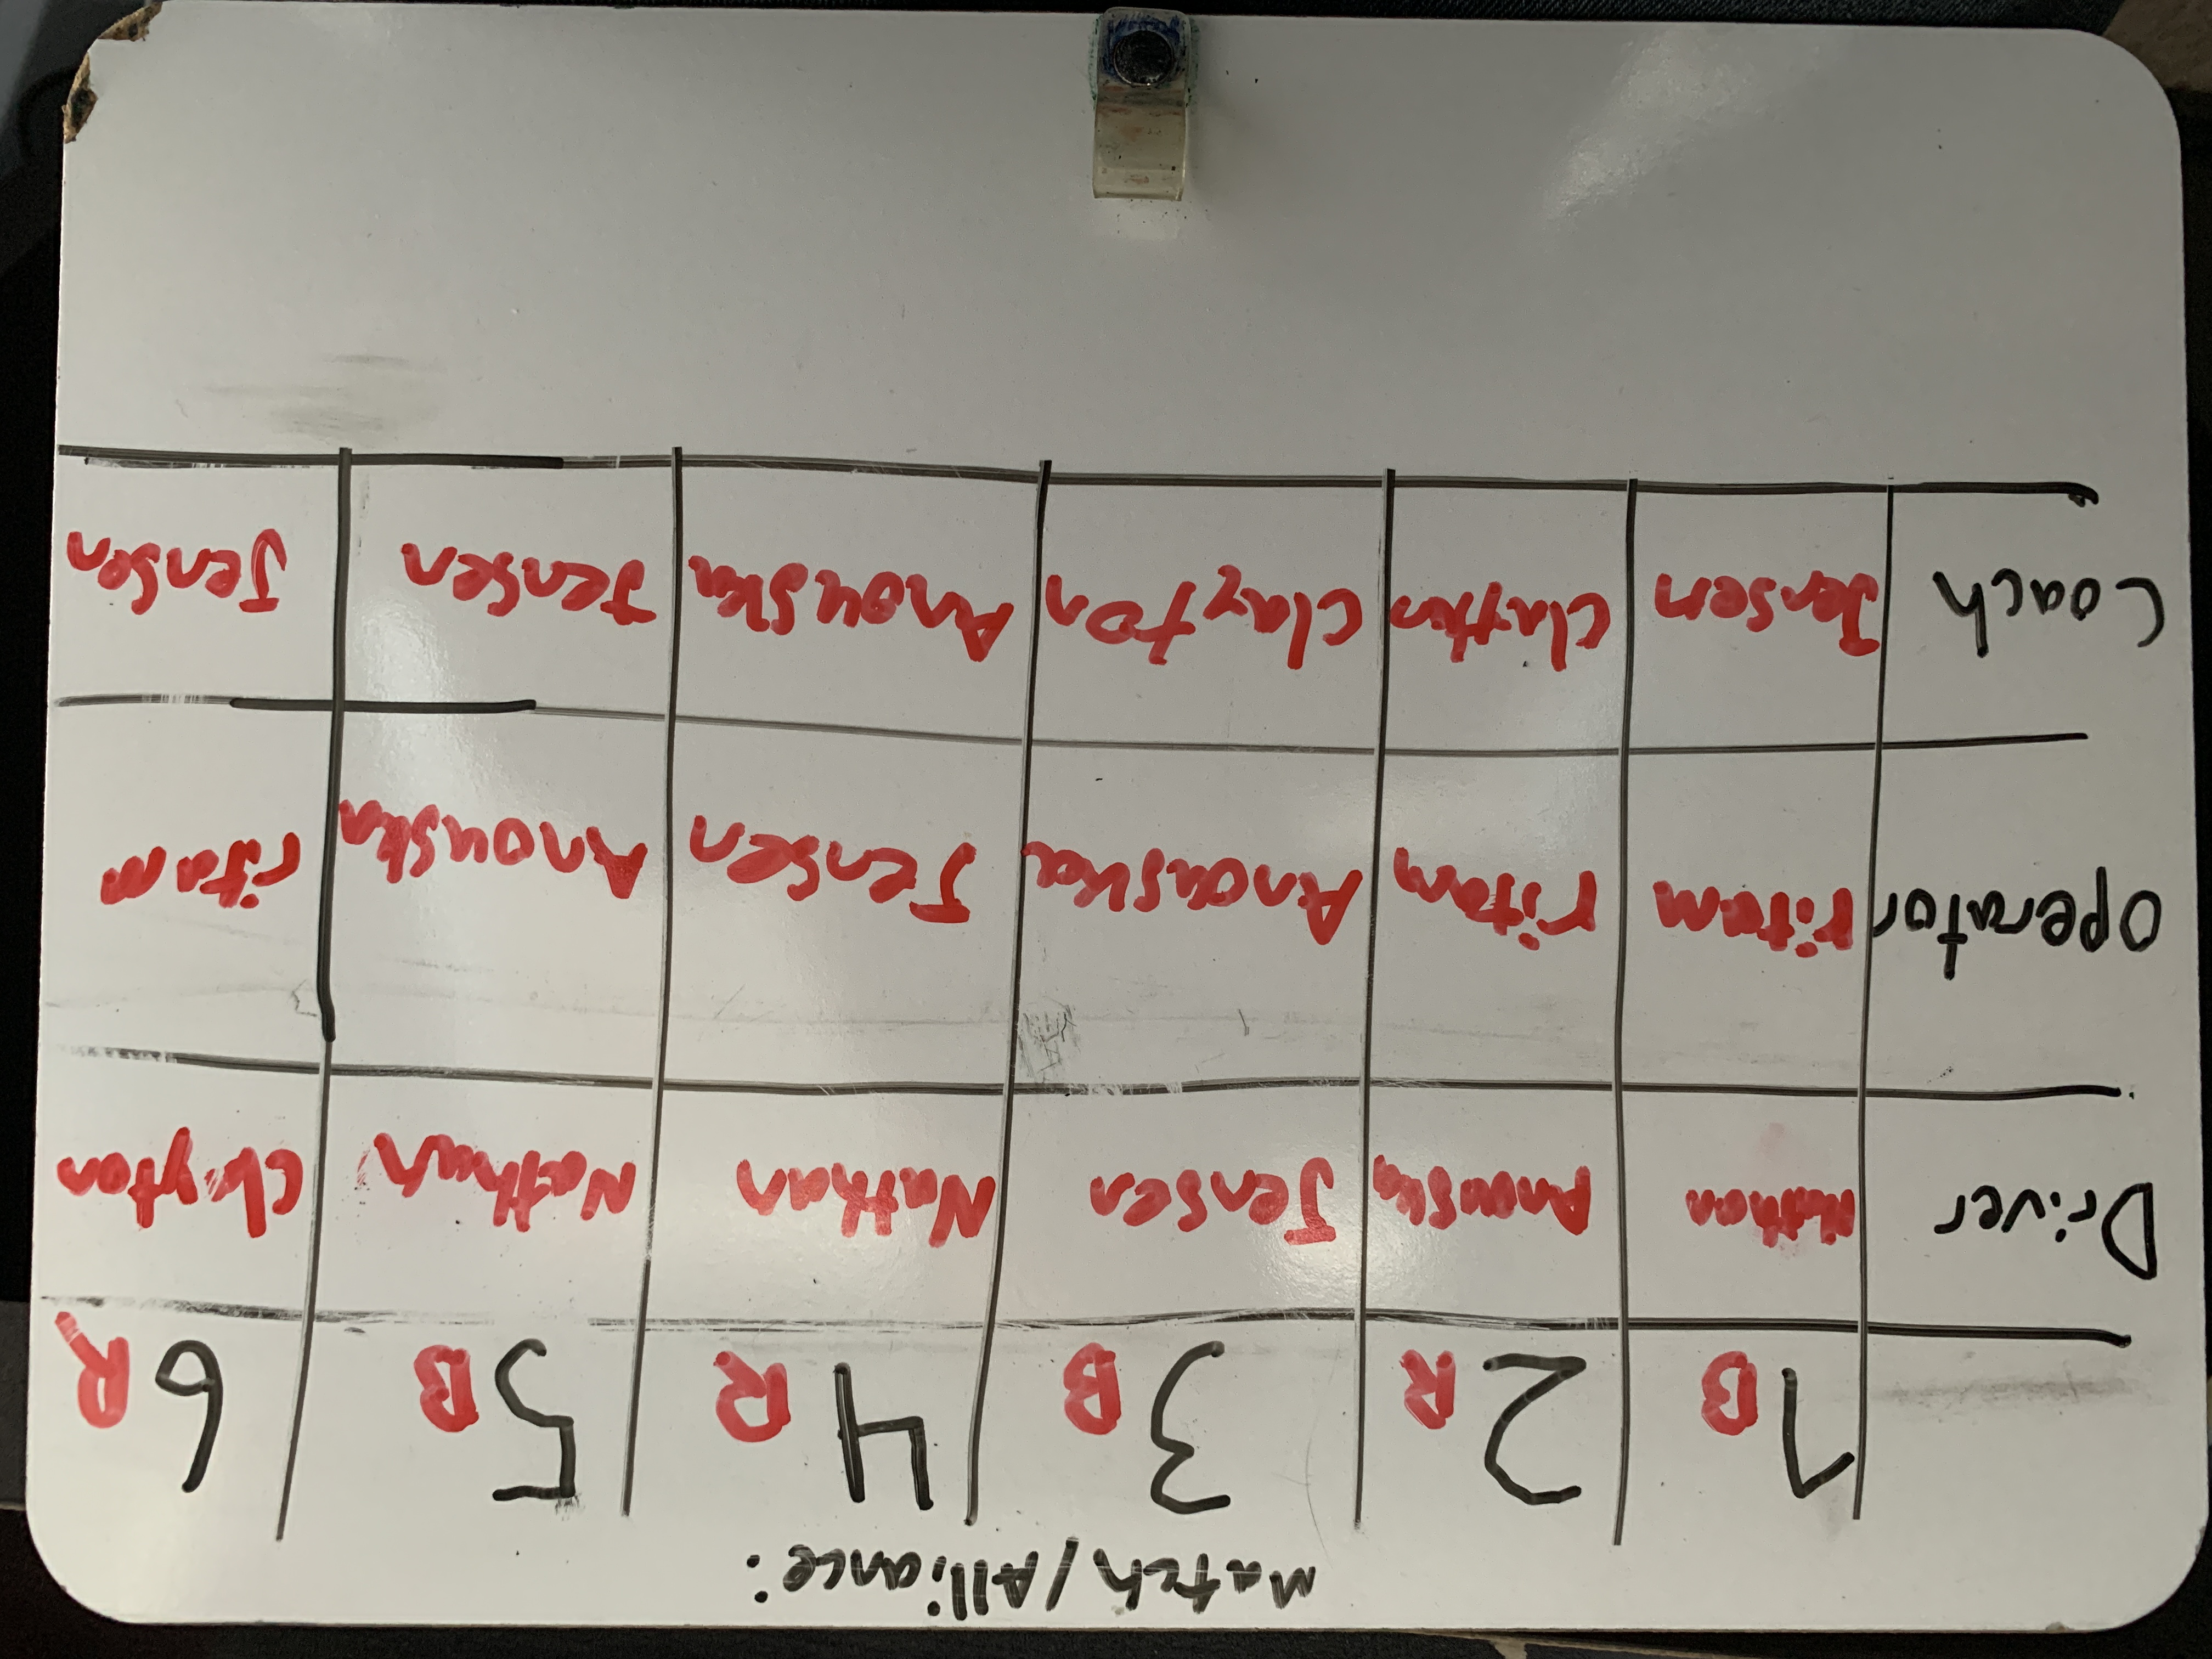 Match/Alliance:
1 B 2 R 3 B 4 R 5 B 6 R
Driver Nathan Anouska Jensen Nathan Nathan Clayton
operator ritam ritam Anouska Jensen Anouska ritam
Coach Jensen Clayton Anouska Jensen Jensen